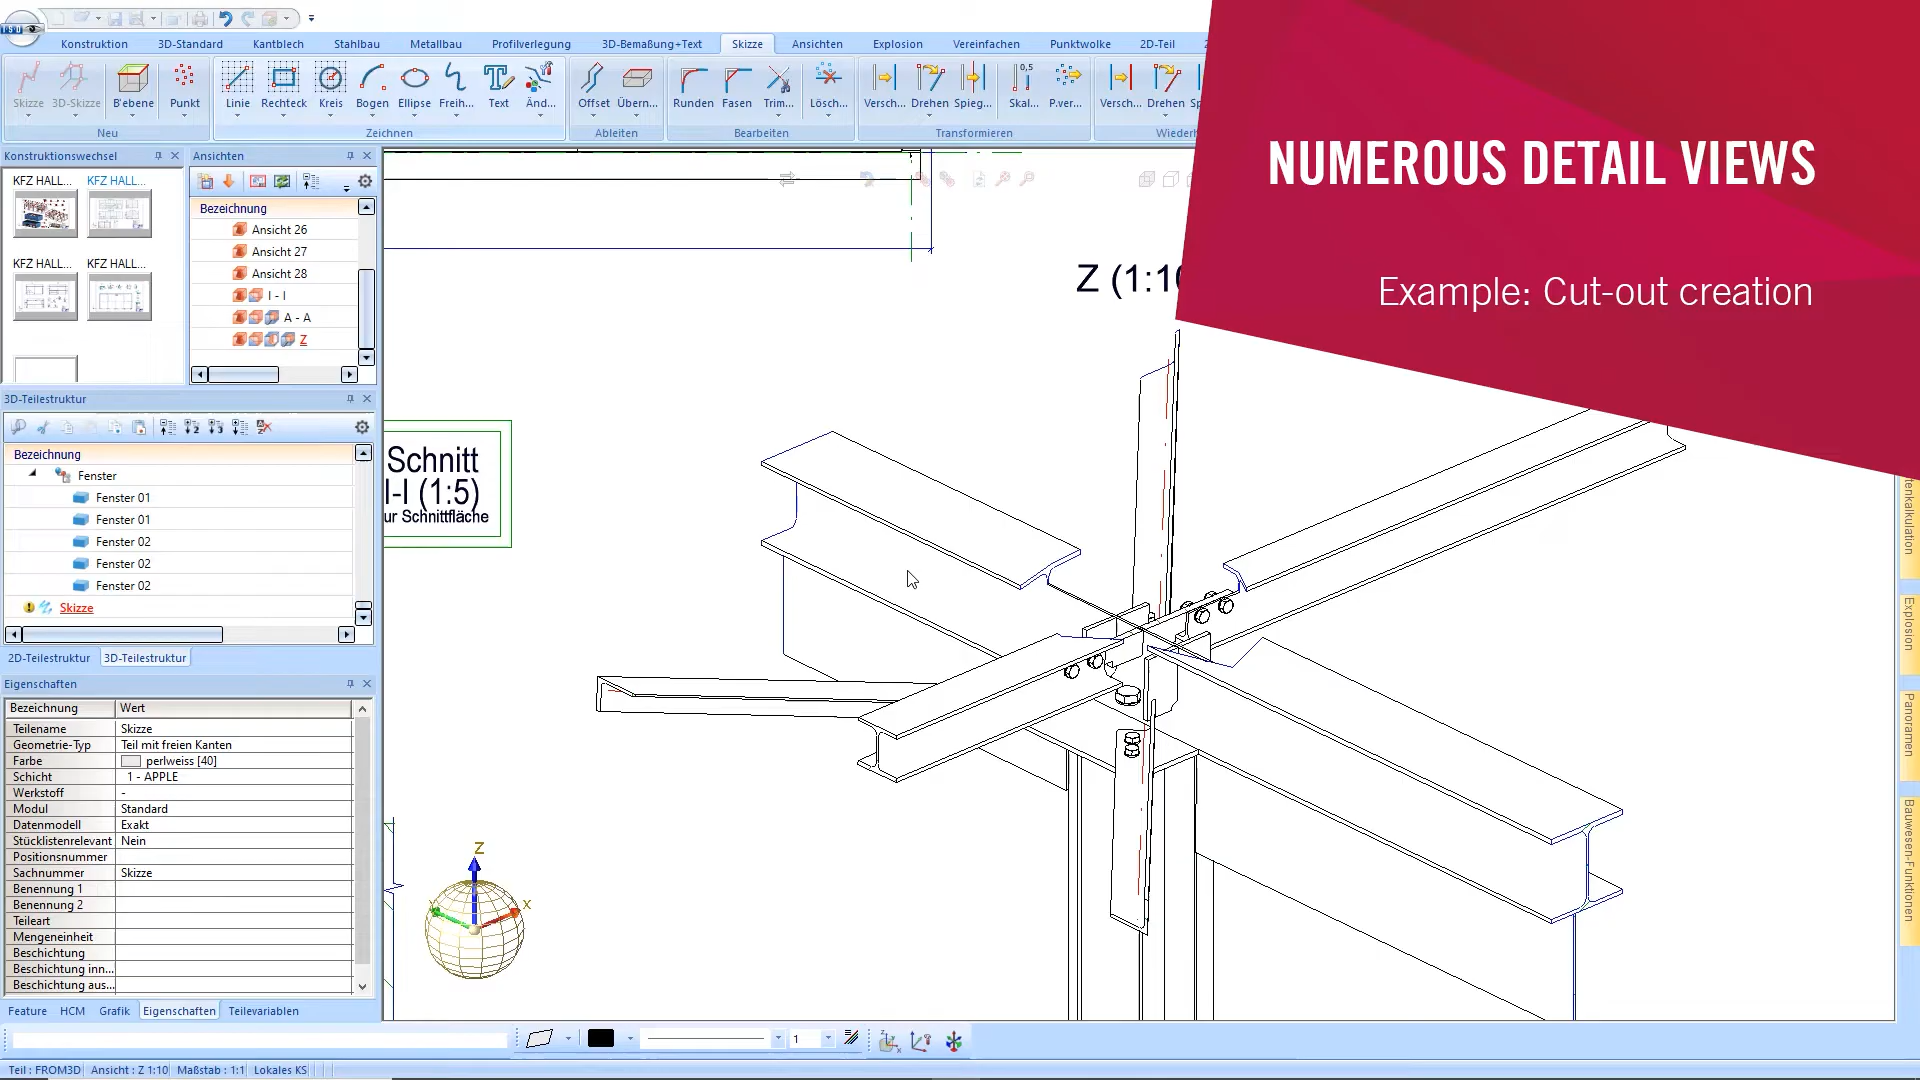 ISD
Konstruktion 3D-Standard Kantblech Stahlbau Metallbau Profilverlegung 3D-Bemaßung+Text Skizze Ansichten Explosion Vereinfachen Punktwolke 2D-Teil
Skizze 3D-Skizze B'ebene Punkt Linie Rechteck Kreis Bogen Ellipse Freih... Text Änd... Offset Übern... Runden Fasen Trim... Lösch... Versch... Drehen Spieg... Skal... P.ver... Versch... Drehen Sp
Neu Zeichnen Ableiten Bearbeiten Transformieren Wiederh
NUMEROUS DETAIL VIEWS
Example: Cut-out creation
Konstruktionswechsel
KFZ HALL... KFZ HALL...
KFZ HALL... KFZ HALL...
Ansichten
Bezeichnung
Ansicht 26
Ansicht 27
Ansicht 28
I - I
A - A
Z
3D-Teilestruktur
Bezeichnung
Fenster
Fenster 01
Fenster 01
Fenster 02
Fenster 02
Fenster 02
Skizze
2D-Teilestruktur 3D-Teilestruktur
Eigenschaften
Bezeichnung Wert
Teilename Skizze
Geometrie-Typ Teil mit freien Kanten
Farbe perlweiss [40]
Schicht 1 - APPLE
Werkstoff -
Modul Standard
Datenmodell Exakt
Stücklistenrelevant Nein
Positionsnummer
Sachnummer Skizze
Benennung 1
Benennung 2
Teileart
Mengeneinheit
Beschichtung
Beschichtung inn...
Beschichtung aus...
Feature HCM Grafik Eigenschaften Teilevariablen
Z (1:10
Schnitt
I-I (1:5)
ur Schnittfläche
Z
Y
X
tenkalkulation
Explosion
Panoramen
Bauwesen-Funktionen
1
Teil : FROM3D Ansicht : Z 1:10 Maßstab : 1:1 Lokales KS